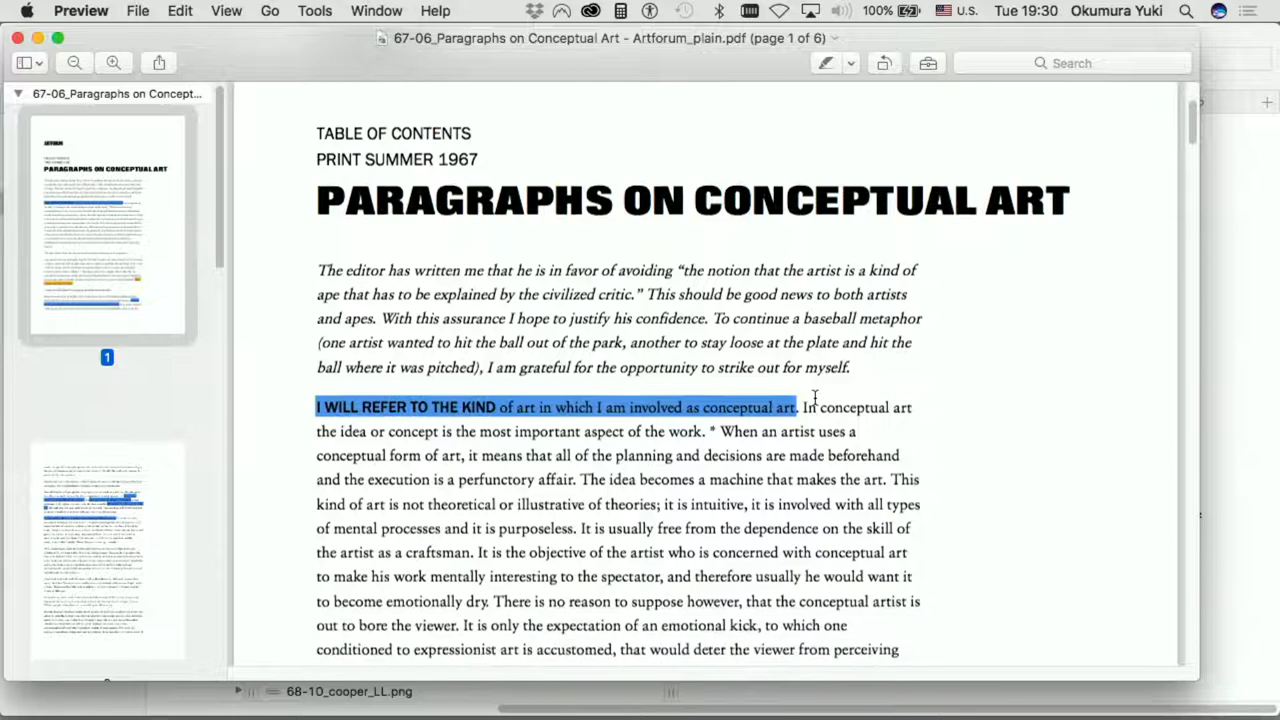 Preview File Edit View Go Tools Window Help 100% U.S. Tue 19:30 Okumura Yuki
67-06_Paragraphs on Conceptual Art - Artforum_plain.pdf (page 1 of 6)
Search
67-06_Paragraphs on Concept...
ARTFORUM
PARAGRAPHS ON CONCEPTUAL ART
1
TABLE OF CONTENTS
PRINT SUMMER 1967
PARAGRAPHS ON CONCEPTUAL ART
The editor has written me that he is in favor of avoiding “the notion that the artist is a kind of
ape that has to be explained by the civilized critic.” This should be good news to both artists
and apes. With this assurance I hope to justify his confidence. To continue a baseball metaphor
(one artist wanted to hit the ball out of the park, another to stay loose at the plate and hit the
ball where it was pitched), I am grateful for the opportunity to strike out for myself.
I WILL REFER TO THE KIND of art in which I am involved as conceptual art. In conceptual art
the idea or concept is the most important aspect of the work. * When an artist uses a
conceptual form of art, it means that all of the planning and decisions are made beforehand
and the execution is a perfunctory affair. The idea becomes a machine that makes the art. This
kind of art is not theoretical or illustrative of theories; it is intuitive, it is involved with all types
of mental processes and it is purposeless. It is usually free from the dependence on the skill of
the artist as a craftsman. It is the objective of the artist who is concerned with conceptual art
to make his work mentally interesting to the spectator, and therefore usually he would want it
to become emotionally dry. There is no reason to suppose however, that the conceptual artist is
out to bore the viewer. It is only the expectation of an emotional kick, to which one
conditioned to expressionist art is accustomed, that would deter the viewer from perceiving
68-10_cooper_LL.png